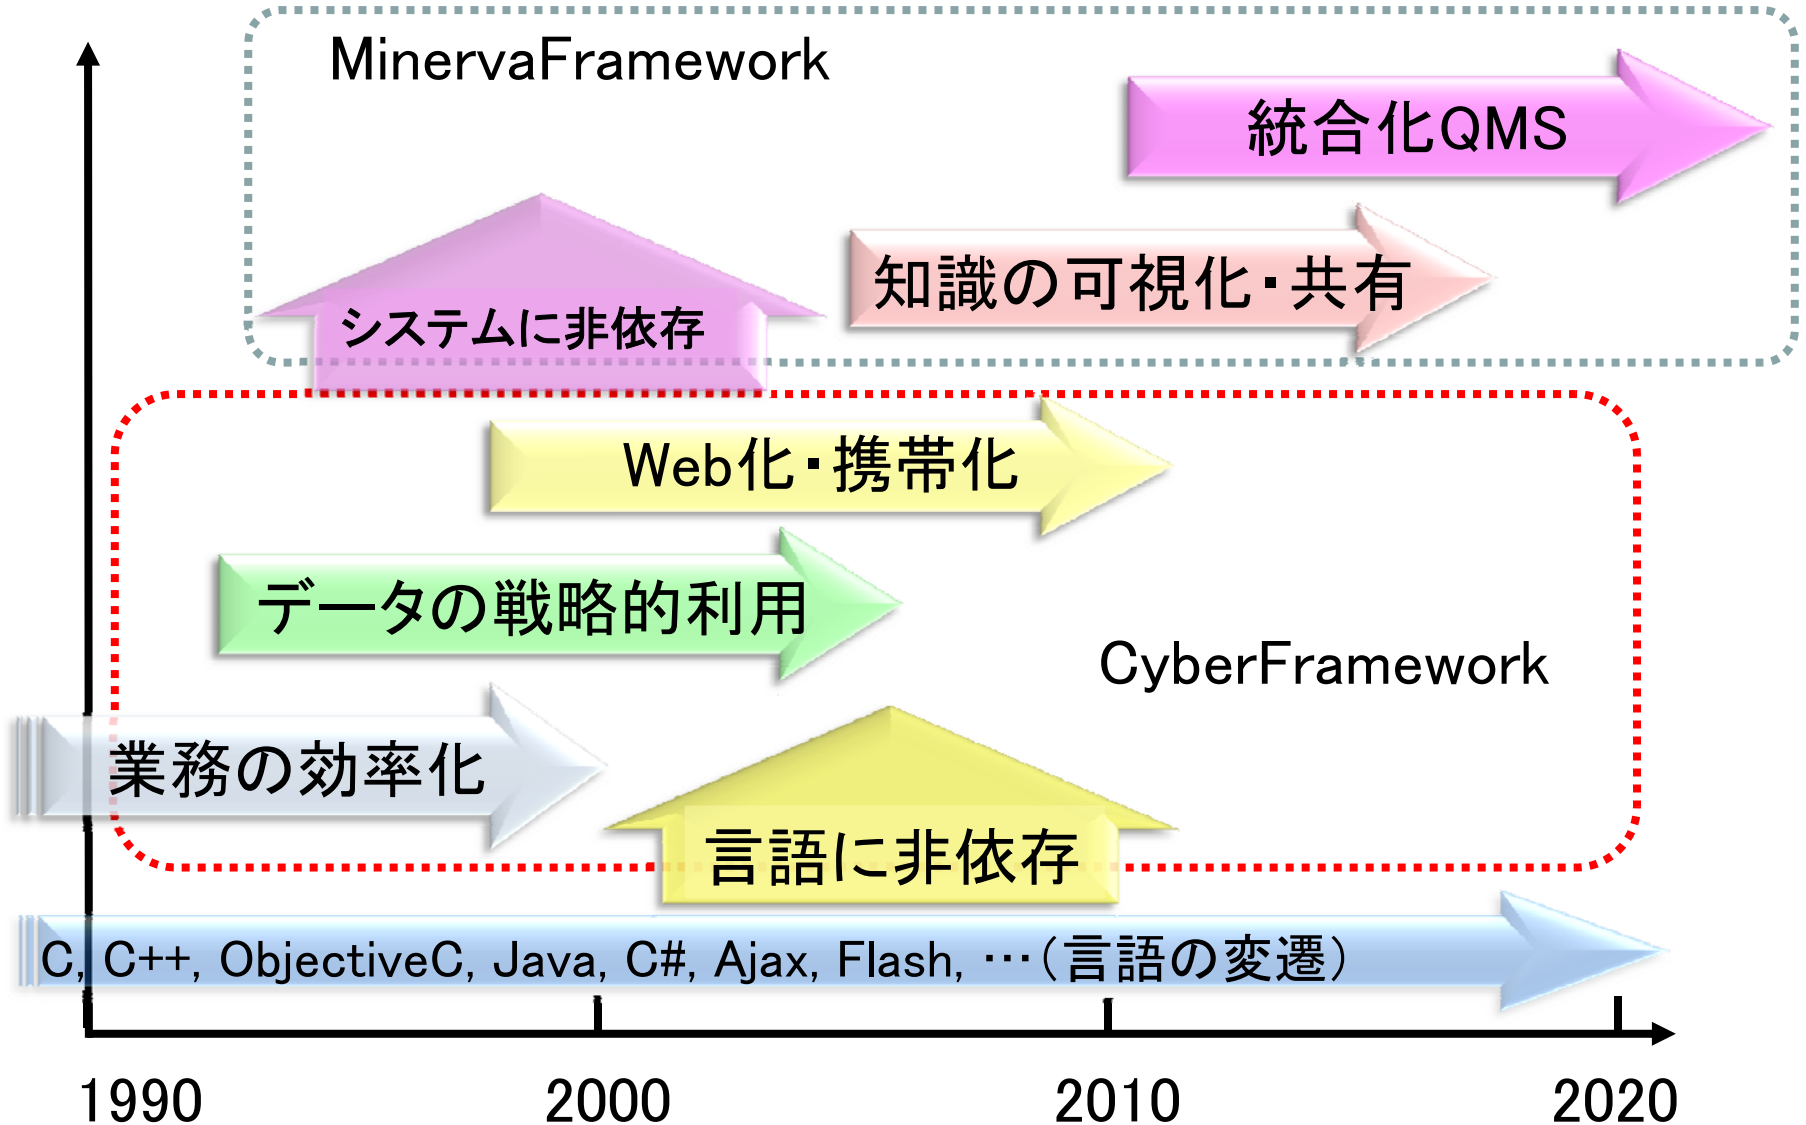 MinervaFramework
統合化QMS
知識の可視化・共有
システムに非依存
Web化・携帯化
データの戦略的利用
CyberFramework
業務の効率化
言語に非依存
C, C++, ObjectiveC, Java, C#, Ajax, Flash, …(言語の変遷)
1990 2000 2010 2020